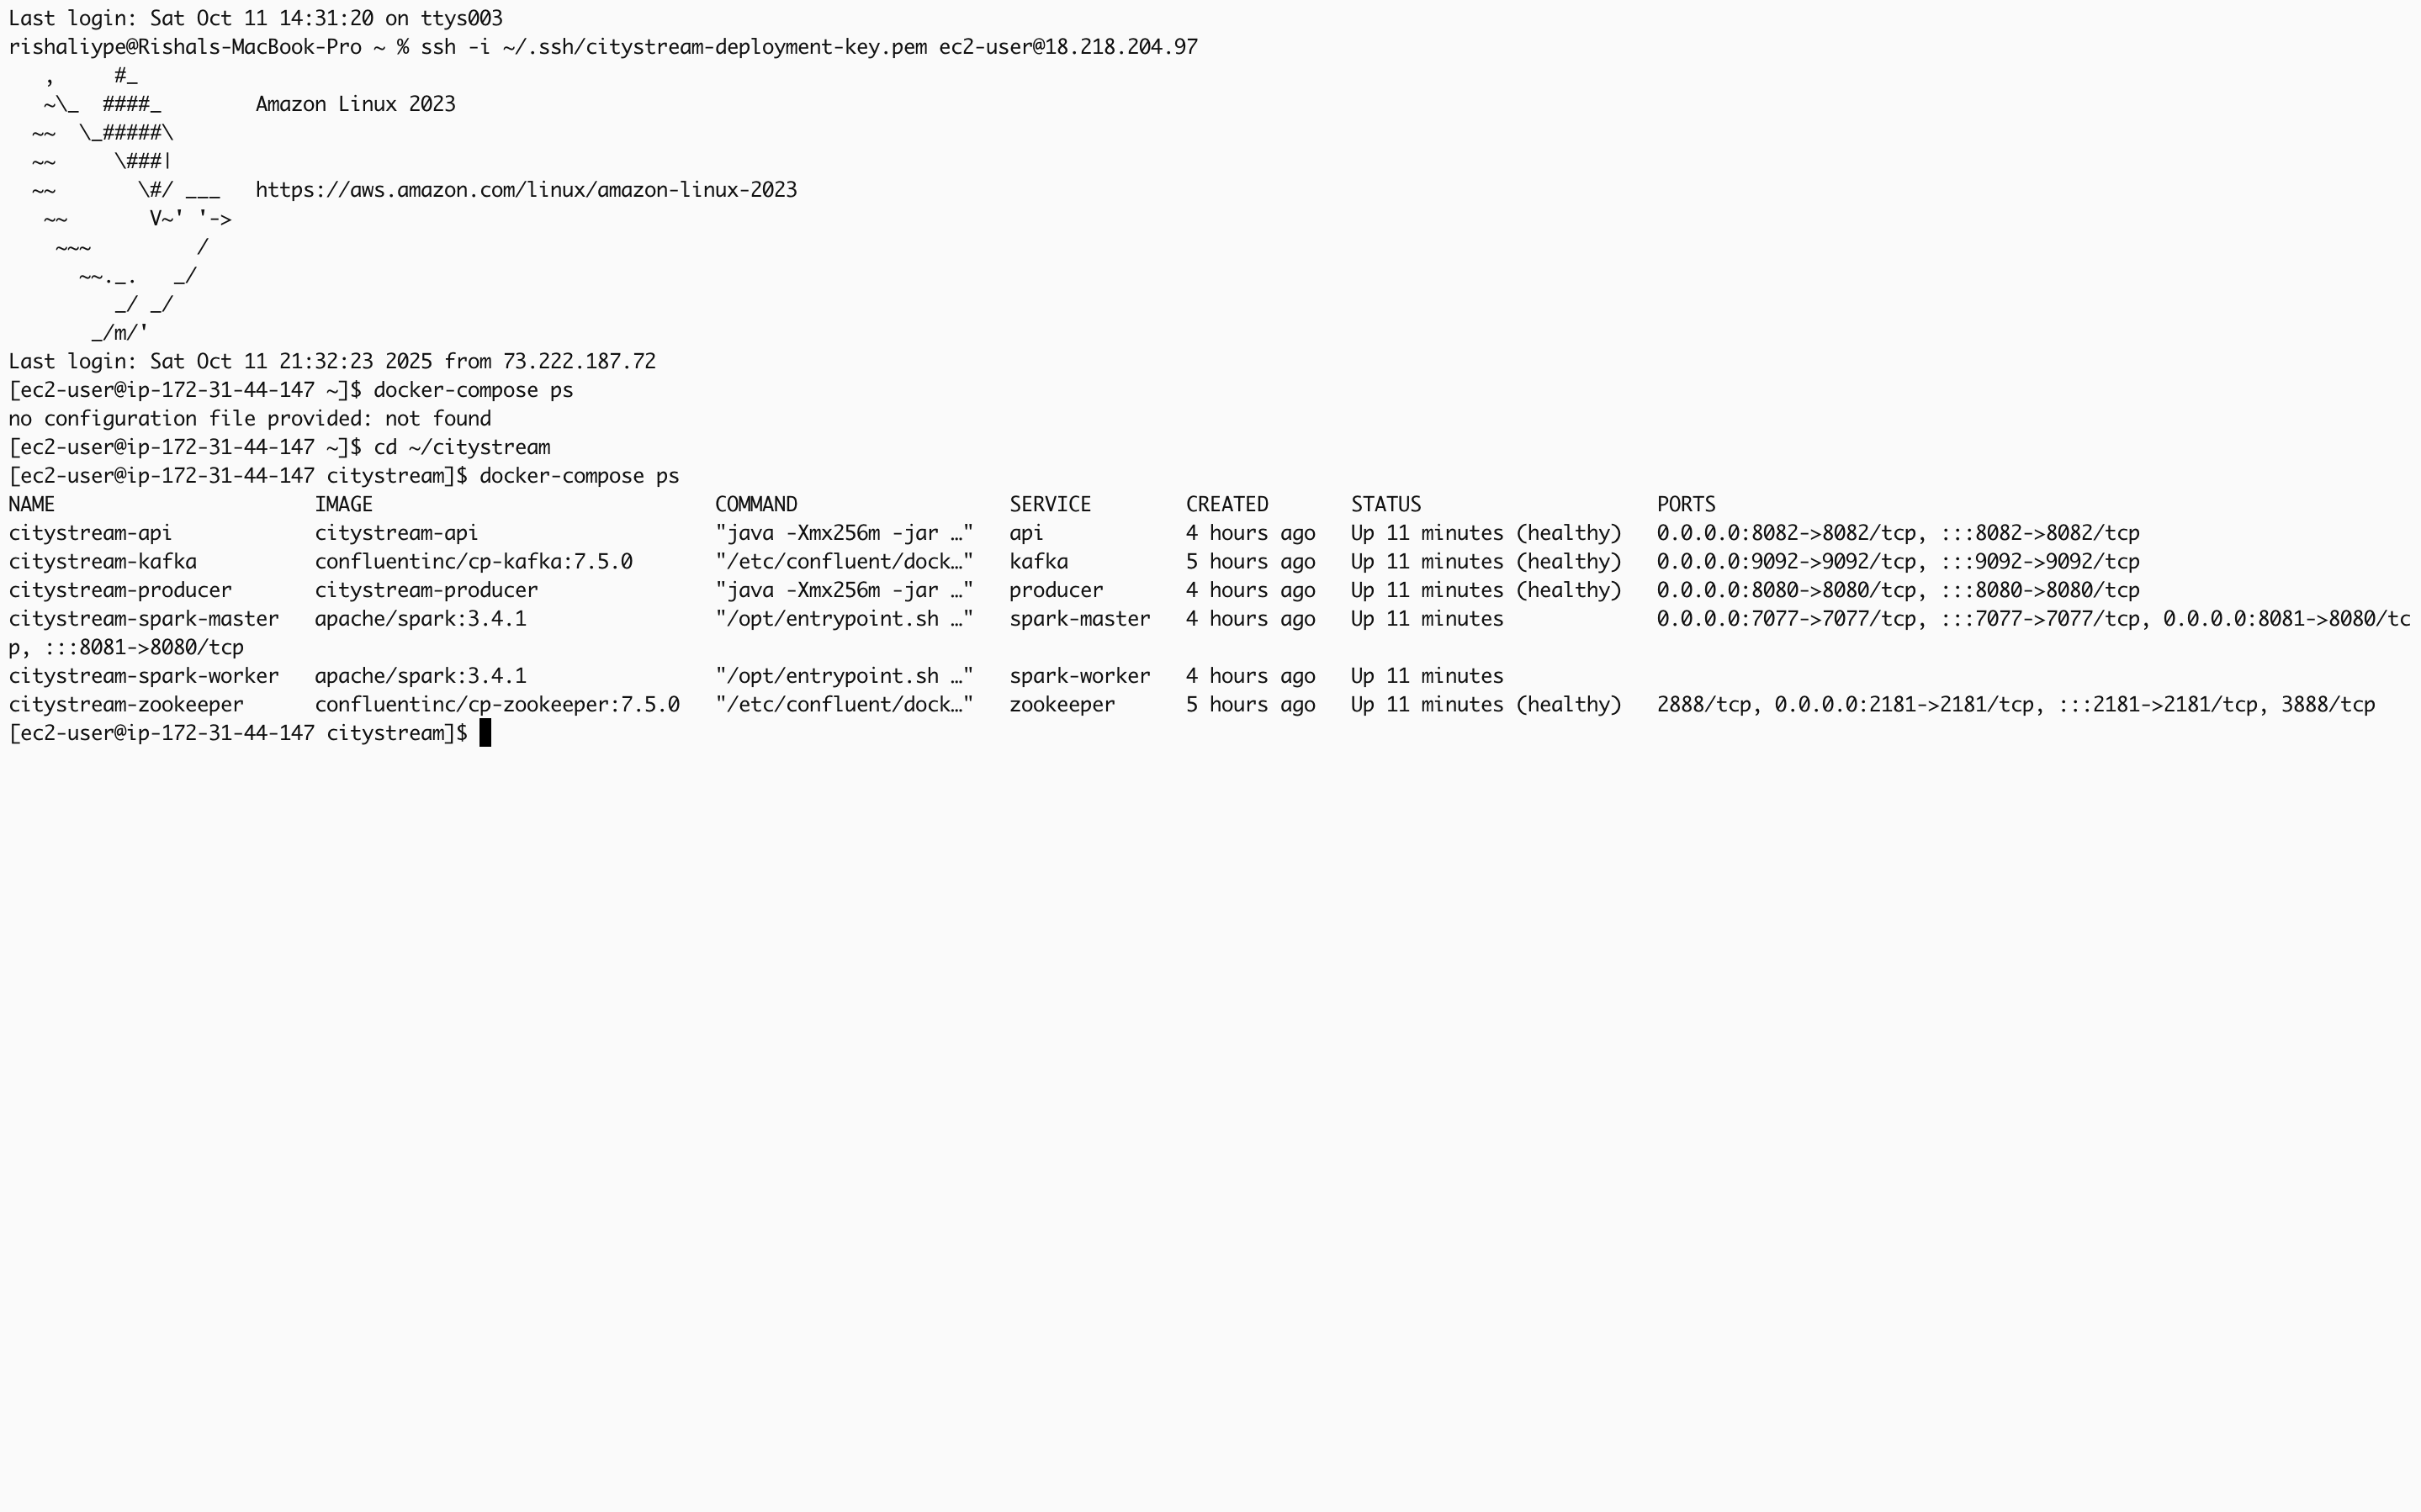 Last login: Sat Oct 11 14:31:20 on ttys003
rishaliype@Rishals-MacBook-Pro ~ % ssh -i ~/.ssh/citystream-deployment-key.pem ec2-user@18.218.204.97
   ,     #_
   ~\_  ####_        Amazon Linux 2023
  ~~  \_#####\
  ~~     \###|
  ~~       \#/ ___   https://aws.amazon.com/linux/amazon-linux-2023
   ~~       V~' '->
    ~~~         /
      ~~._.   _/
         _/ _/
       _/m/'
Last login: Sat Oct 11 21:32:23 2025 from 73.222.187.72
[ec2-user@ip-172-31-44-147 ~]$ docker-compose ps
no configuration file provided: not found
[ec2-user@ip-172-31-44-147 ~]$ cd ~/citystream
[ec2-user@ip-172-31-44-147 citystream]$ docker-compose ps
NAME                      IMAGE                             COMMAND                  SERVICE        CREATED       STATUS                    PORTS
citystream-api            citystream-api                    "java -Xmx256m -jar …"   api            4 hours ago   Up 11 minutes (healthy)   0.0.0.0:8082->8082/tcp, :::8082->8082/tcp
citystream-kafka          confluentinc/cp-kafka:7.5.0       "/etc/confluent/dock…"   kafka          5 hours ago   Up 11 minutes (healthy)   0.0.0.0:9092->9092/tcp, :::9092->9092/tcp
citystream-producer       citystream-producer               "java -Xmx256m -jar …"   producer       4 hours ago   Up 11 minutes (healthy)   0.0.0.0:8080->8080/tcp, :::8080->8080/tcp
citystream-spark-master   apache/spark:3.4.1                "/opt/entrypoint.sh …"   spark-master   4 hours ago   Up 11 minutes             0.0.0.0:7077->7077/tcp, :::7077->7077/tcp, 0.0.0.0:8081->8080/tc
p, :::8081->8080/tcp
citystream-spark-worker   apache/spark:3.4.1                "/opt/entrypoint.sh …"   spark-worker   4 hours ago   Up 11 minutes
citystream-zookeeper      confluentinc/cp-zookeeper:7.5.0   "/etc/confluent/dock…"   zookeeper      5 hours ago   Up 11 minutes (healthy)   2888/tcp, 0.0.0.0:2181->2181/tcp, :::2181->2181/tcp, 3888/tcp
[ec2-user@ip-172-31-44-147 citystream]$